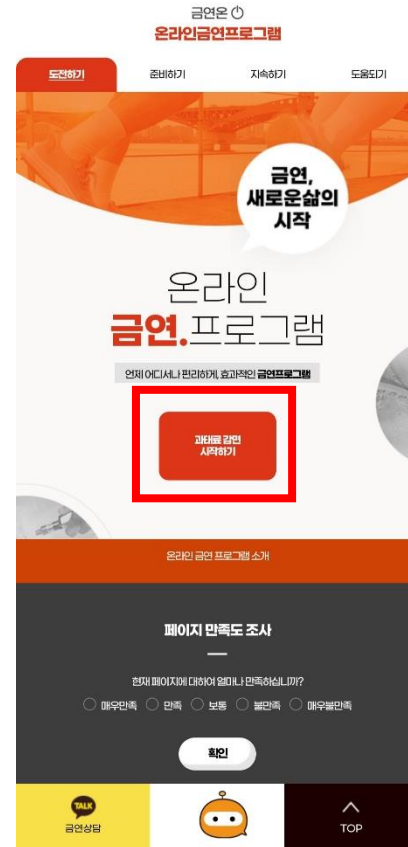 금연온
온라인금연프로그램
도전하기 준비하기 지속하기 도움되기
금연,
새로운삶의
시작
온라인
금연.프로그램
언제 어디서나 편리하게, 효과적인 금연프로그램
과태료 감면
시작하기
온라인 금연 프로그램 소개
페이지 만족도 조사
현재 페이지에 대하여 얼마나 만족하십니까?
매우만족 만족 보통 불만족 매우불만족
확인
TALK
금연상담
TOP